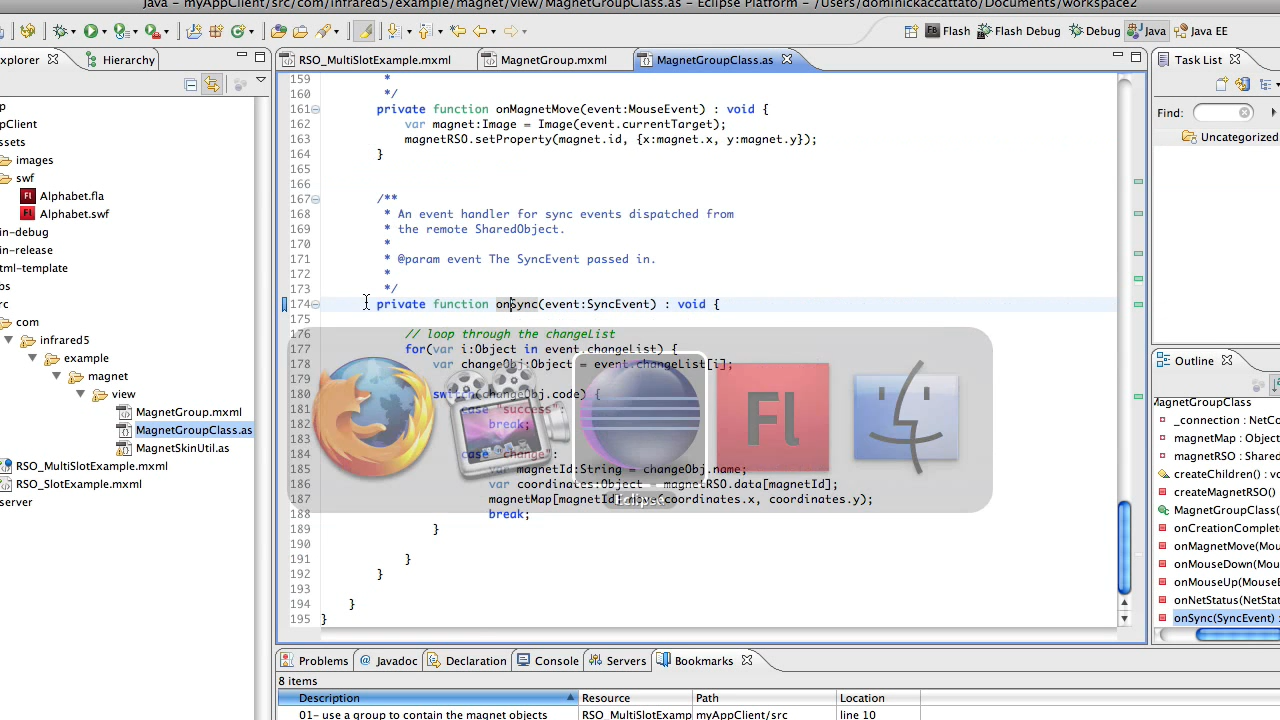 Java - myAppClient/src/com/infrared5/example/magnet/view/MagnetGroupClass.as - Eclipse Platform - /Users/dominickaccattato/Documents/workspace2
Flash Flash Debug Debug Java Java EE
xplorer Hierarchy
RSO_MultiSlotExample.mxml MagnetGroup.mxml MagnetGroupClass.as
Task List
Find:
Uncategorized
p
pClient
ssets
images
swf
Alphabet.fla
Alphabet.swf
in-debug
in-release
tml-template
bs
rc
com
infrared5
example
magnet
view
MagnetGroup.mxml
MagnetGroupClass.as
MagnetSkinUtil.as
RSO_MultiSlotExample.mxml
RSO_SlotExample.mxml
server
159 *
160 */
161 private function onMagnetMove(event:MouseEvent) : void {
162 var magnet:Image = Image(event.currentTarget);
163 magnetRSO.setProperty(magnet.id, {x:magnet.x, y:magnet.y});
164 }
165
166
167 /**
168 * An event handler for sync events dispatched from
169 * the remote SharedObject.
170 *
171 * @param event The SyncEvent passed in.
172 *
173 */
174 private function onSync(event:SyncEvent) : void {
175
176 // loop through the changeList
177 for(var i:Object in event.changeList) {
178 var changeObj:Object = event.changeList[i];
179
180 switch(changeObj.code) {
181 case "success":
182 break;
183
184 case "change":
185 var magnetId:String = changeObj.name;
186 var coordinates:Object = magnetRSO.data[magnetId];
187 magnetMap[magnetId].move(coordinates.x, coordinates.y);
188 break;
189 }
190
191 }
192 }
193
194 }
195 }
Fl
Eclipse
Outline
MagnetGroupClass
_connection : NetCo
magnetMap : Object
magnetRSO : Shared
createChildren() : v
createMagnetRSO()
MagnetGroupClass(
onCreationComplete
onMagnetMove(Mous
onMouseDown(Mous
onMouseUp(MouseE
onNetStatus(NetStat
onSync(SyncEvent) :
Problems Javadoc Declaration Console Servers Bookmarks
8 items
Description Resource Path Location
01- use a group to contain the magnet objects RSO_MultiSlotExamp myAppClient/src line 10